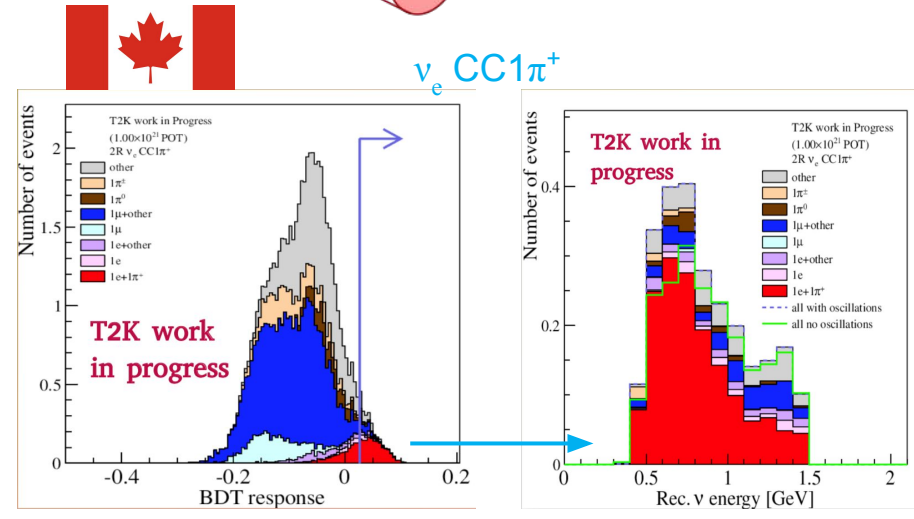 νe CC1π+
Number of events
2
1.5
1
0.5
0
T2K work in Progress
(1.00×10²¹ POT)
2R νe CC1π+
other
1π±
1π⁰
1μ+other
1μ
1e+other
1e
1e+1π+
T2K work
in progress
-0.4 -0.2 0 0.2
BDT response
Number of events
0.4
0.2
0
T2K work in
progress
T2K work in Progress
(1.00×10²¹ POT)
2R νe CC1π+
other
1π±
1π⁰
1μ+other
1μ
1e+other
1e
1e+1π+
all with oscillations
all no oscillations
0 0.5 1 1.5 2
Rec. ν energy [GeV]